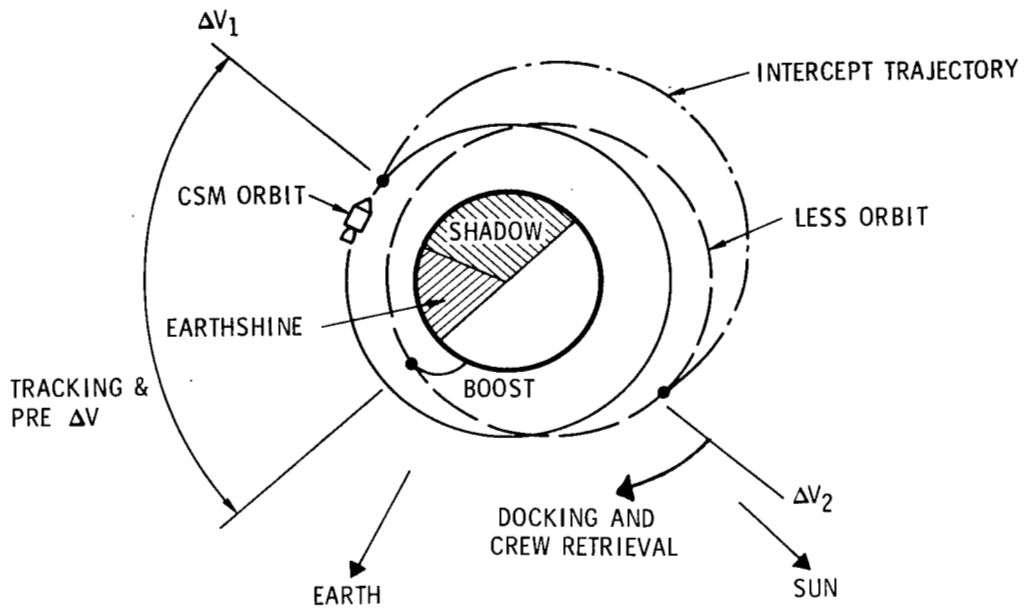 ΔV1
INTERCEPT TRAJECTORY
CSM ORBIT
SHADOW
LESS ORBIT
EARTHSHINE
BOOST
TRACKING &
PRE ΔV
ΔV2
DOCKING AND
CREW RETRIEVAL
EARTH
SUN